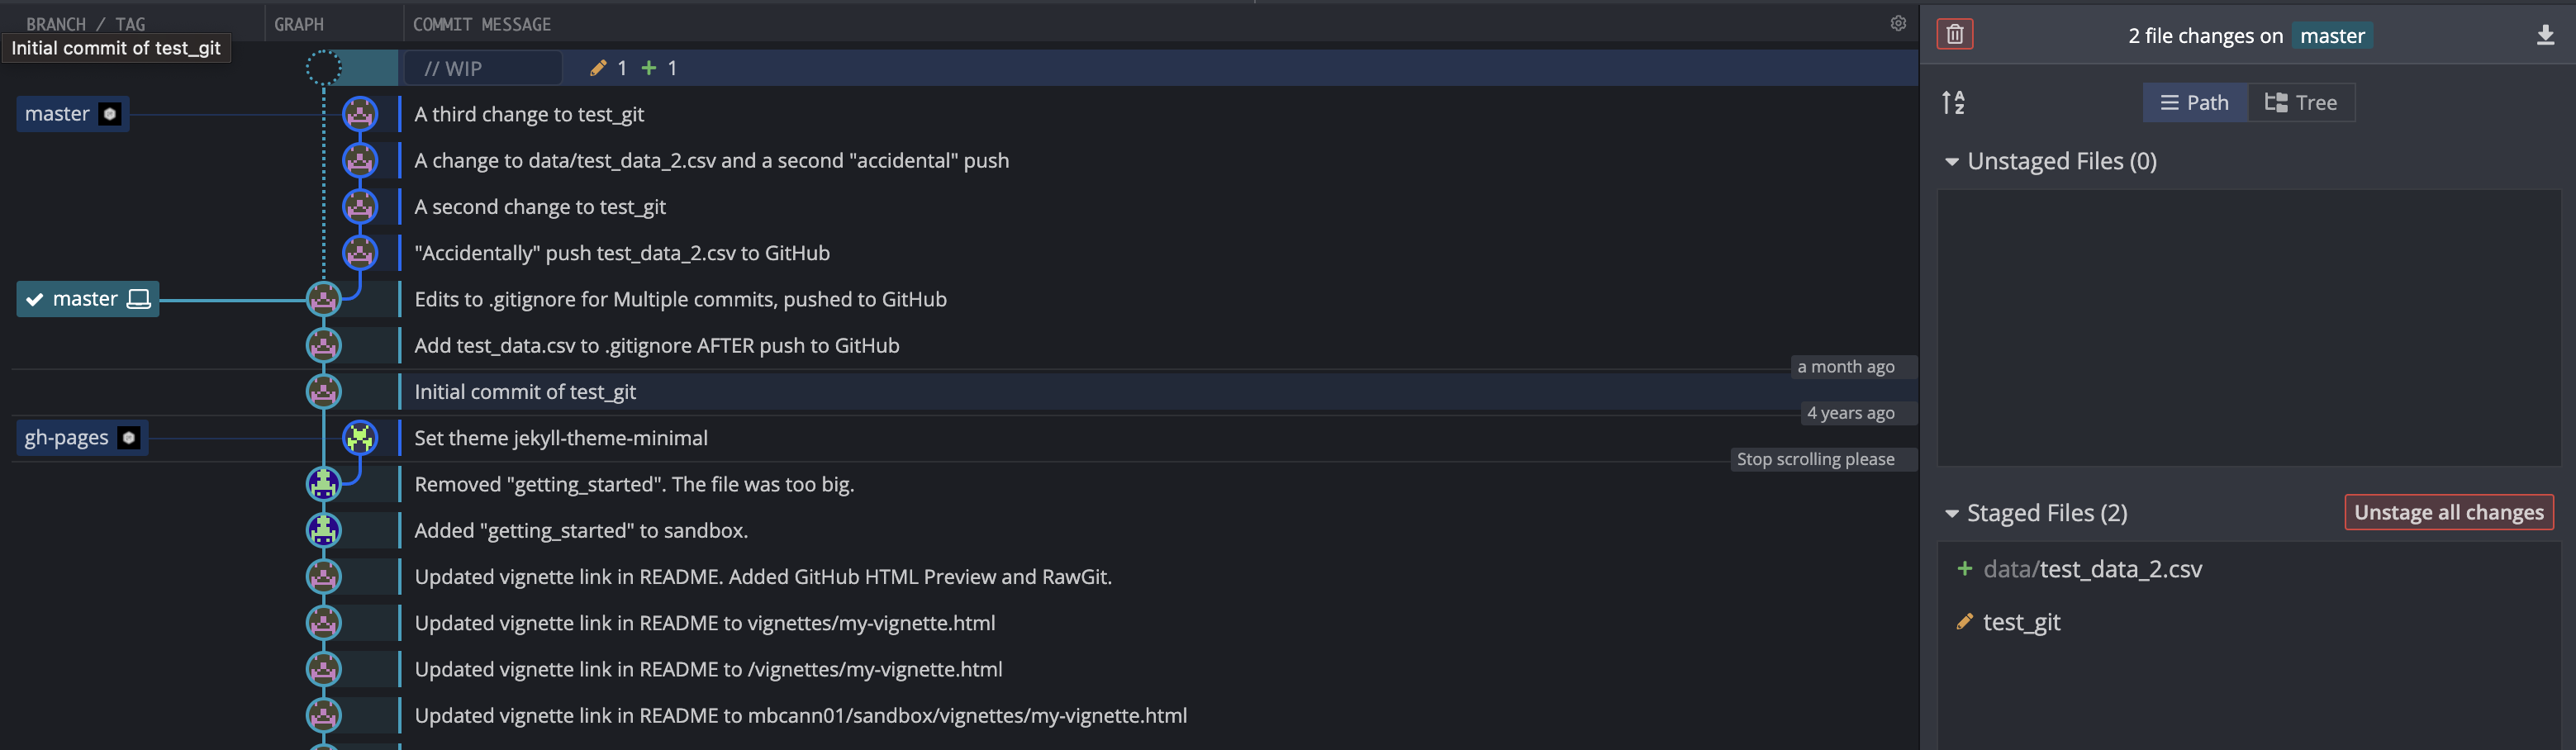 BRANCH / TAG
GRAPH
COMMIT MESSAGE
Initial commit of test_git
// WIP
1
1
master
A third change to test_git
A change to data/test_data_2.csv and a second "accidental" push
A second change to test_git
"Accidentally" push test_data_2.csv to GitHub
master
Edits to .gitignore for Multiple commits, pushed to GitHub
Add test_data.csv to .gitignore AFTER push to GitHub
a month ago
Initial commit of test_git
4 years ago
gh-pages
Set theme jekyll-theme-minimal
Stop scrolling please
Removed "getting_started". The file was too big.
Added "getting_started" to sandbox.
Updated vignette link in README. Added GitHub HTML Preview and RawGit.
Updated vignette link in README to vignettes/my-vignette.html
Updated vignette link in README to /vignettes/my-vignette.html
Updated vignette link in README to mbcann01/sandbox/vignettes/my-vignette.html
2 file changes on master
A
Z
Path
Tree
Unstaged Files (0)
Staged Files (2)
Unstage all changes
data/test_data_2.csv
test_git